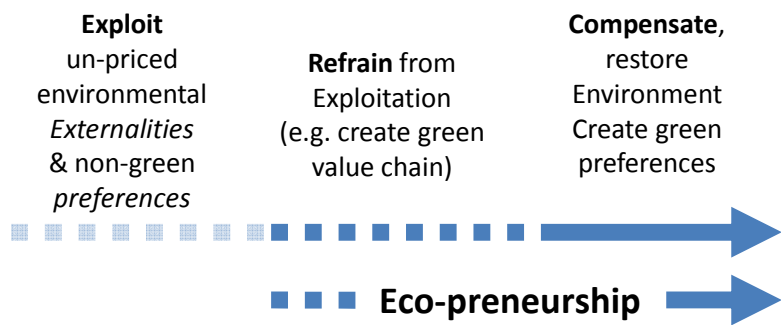 Exploit
un-priced
environmental
Externalities
& non-green
preferences
Refrain from
Exploitation
(e.g. create green
value chain)
Compensate,
restore
Environment
Create green
preferences
Eco-preneurship